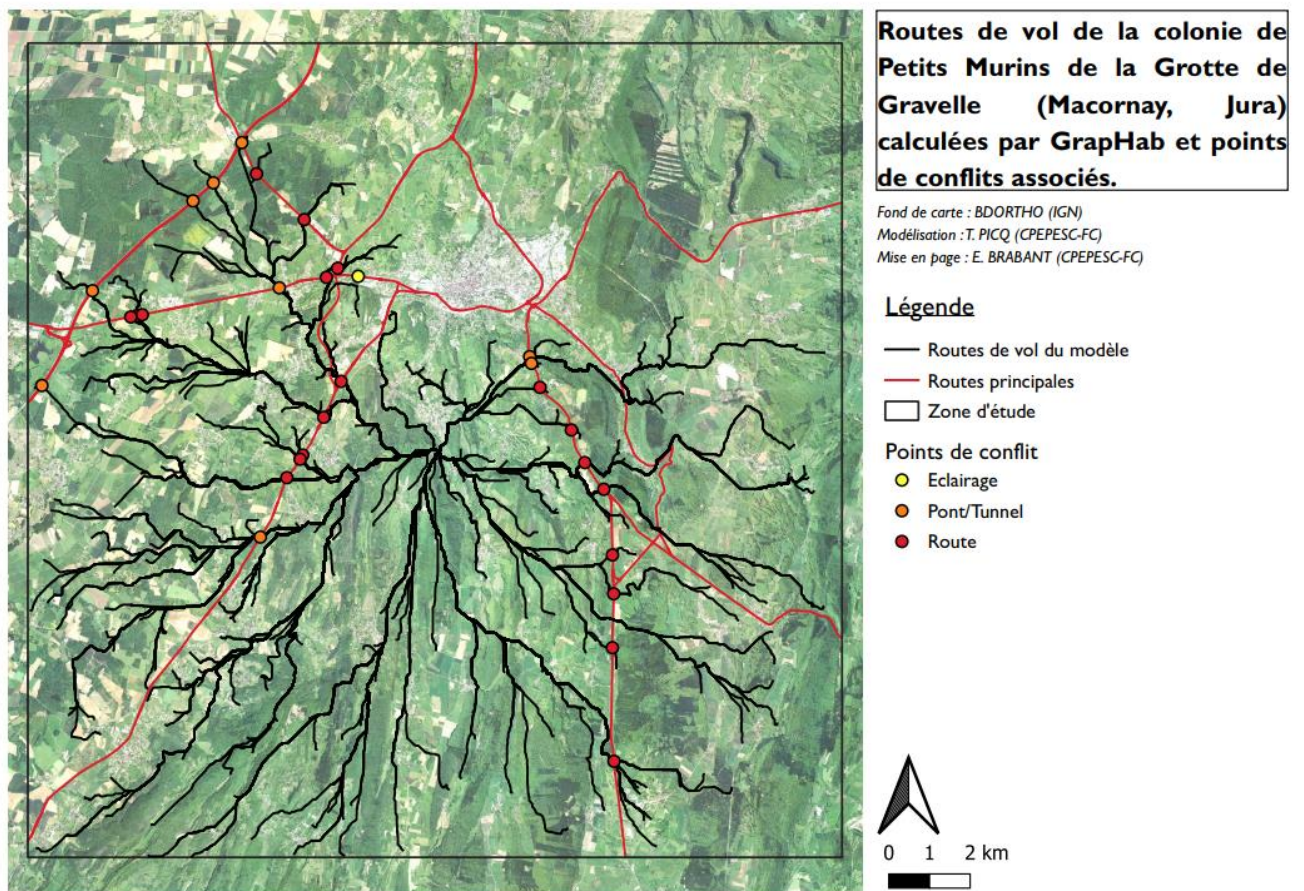 Routes de vol de la colonie de
Petits Murins de la Grotte de
Gravelle (Macornay, Jura)
calculées par GrapHab et points
de conflits associés.
Fond de carte : BDORTHO (IGN)
Modélisation : T. PICQ (CPEPESC-FC)
Mise en page : E. BRABANT (CPEPESC-FC)
Légende
Routes de vol du modèle
Routes principales
Zone d'étude
Points de conflit
Eclairage
Pont/Tunnel
Route
0 1 2 km